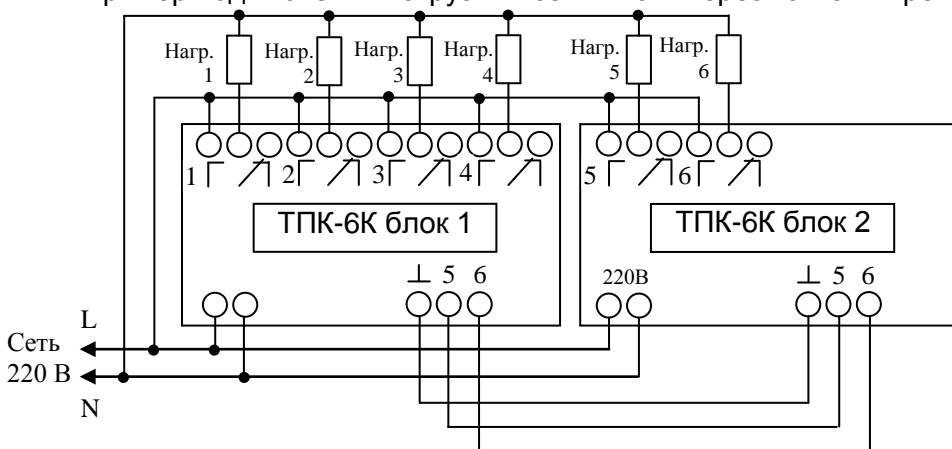 Нагр. 1
Нагр. 2
Нагр. 3
Нагр. 4
Нагр. 5
Нагр. 6
1
2
3
4
5
6
ТПК-6К блок 1
ТПК-6К блок 2
⊥ 5 6
220В
⊥ 5 6
L
Сеть
220 В
N